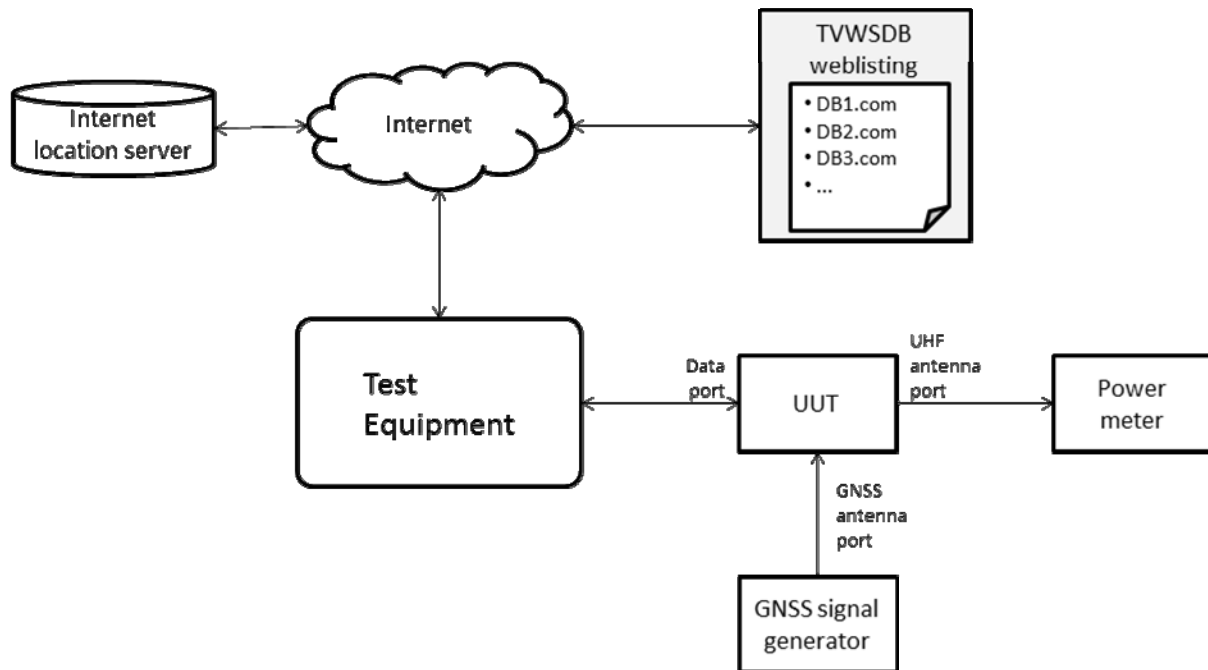 TVWSDB
weblisting
• DB1.com
• DB2.com
• DB3.com
• ...
Internet
location server
Internet
Test
Equipment
Data
port
UUT
UHF
antenna
port
Power
meter
GNSS
antenna
port
GNSS signal
generator